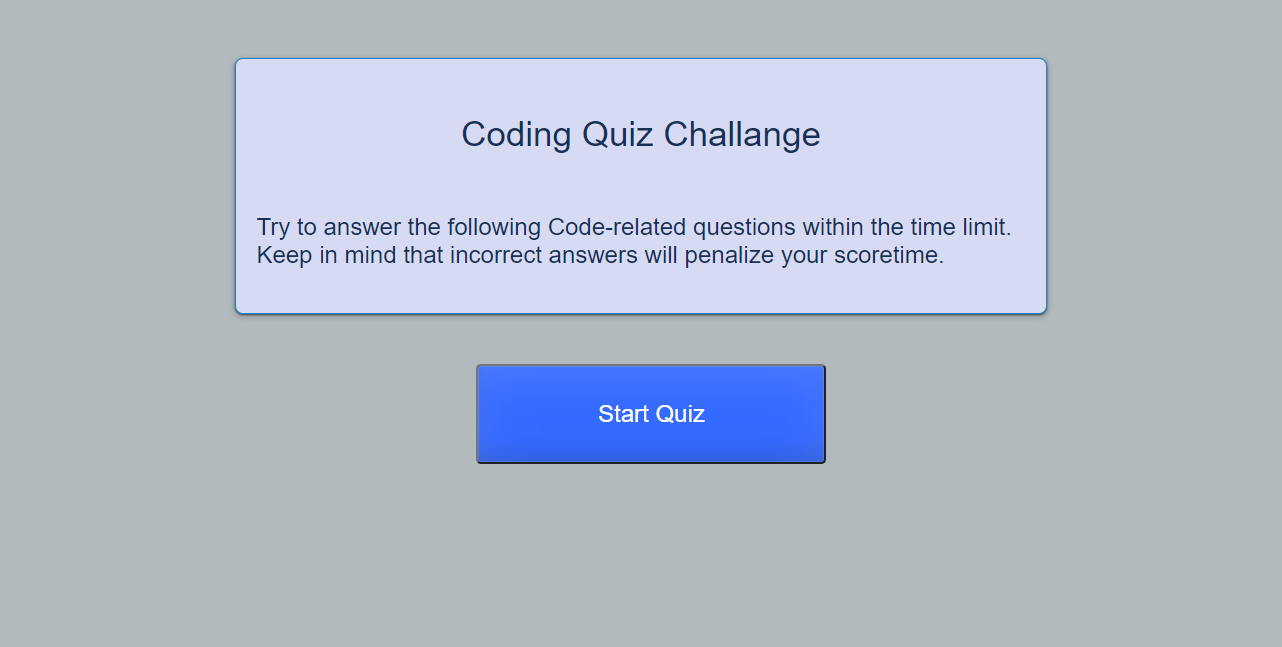 Coding Quiz Challange
Try to answer the following Code-related questions within the time limit.
Keep in mind that incorrect answers will penalize your scoretime.
Start Quiz